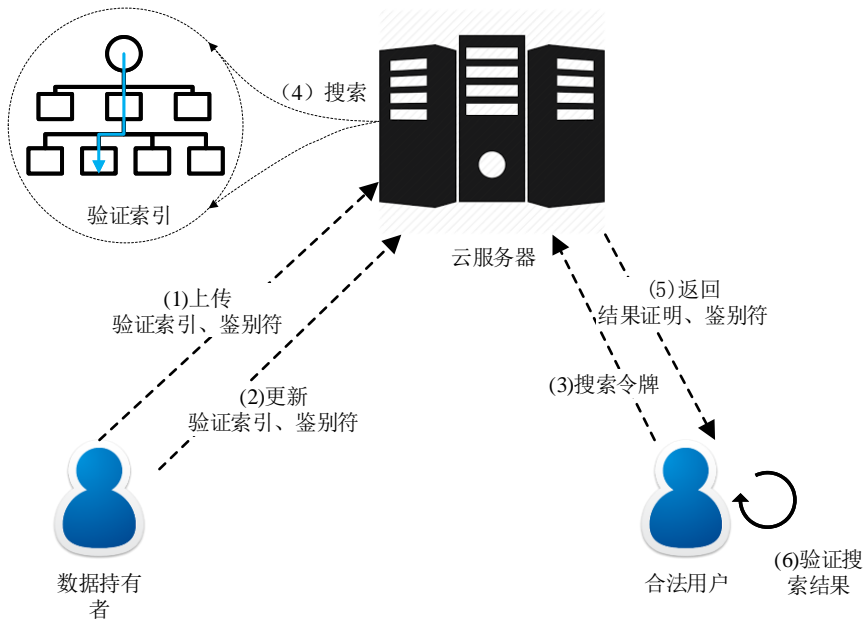 （4）搜索
验证索引
云服务器
(1)上传
验证索引、鉴别符
(5)返回
结果证明、鉴别符
(2)更新
验证索引、鉴别符
(3)搜索令牌
数据持有
者
合法用户
(6)验证搜
索结果